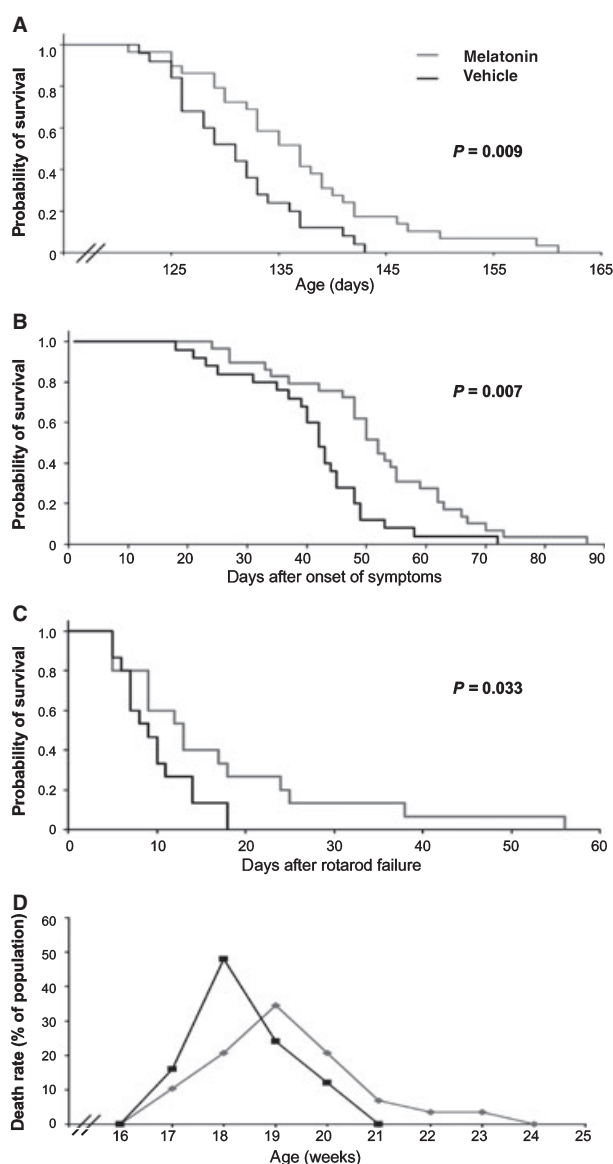 A
Probability of survival
1.0
0.8
0.6
0.4
0.2
0
Melatonin
Vehicle
P = 0.009
125 135 145 155 165
Age (days)
B
Probability of survival
1.0
0.8
0.6
0.4
0.2
0
P = 0.007
0 10 20 30 40 50 60 70 80 90
Days after onset of symptoms
C
Probability of survival
1.0
0.8
0.6
0.4
0.2
0
P = 0.033
0 10 20 30 40 50 60
Days after rotarod failure
D
Death rate (% of population)
60
50
40
30
20
10
0
16 17 18 19 20 21 22 23 24 25
Age (weeks)